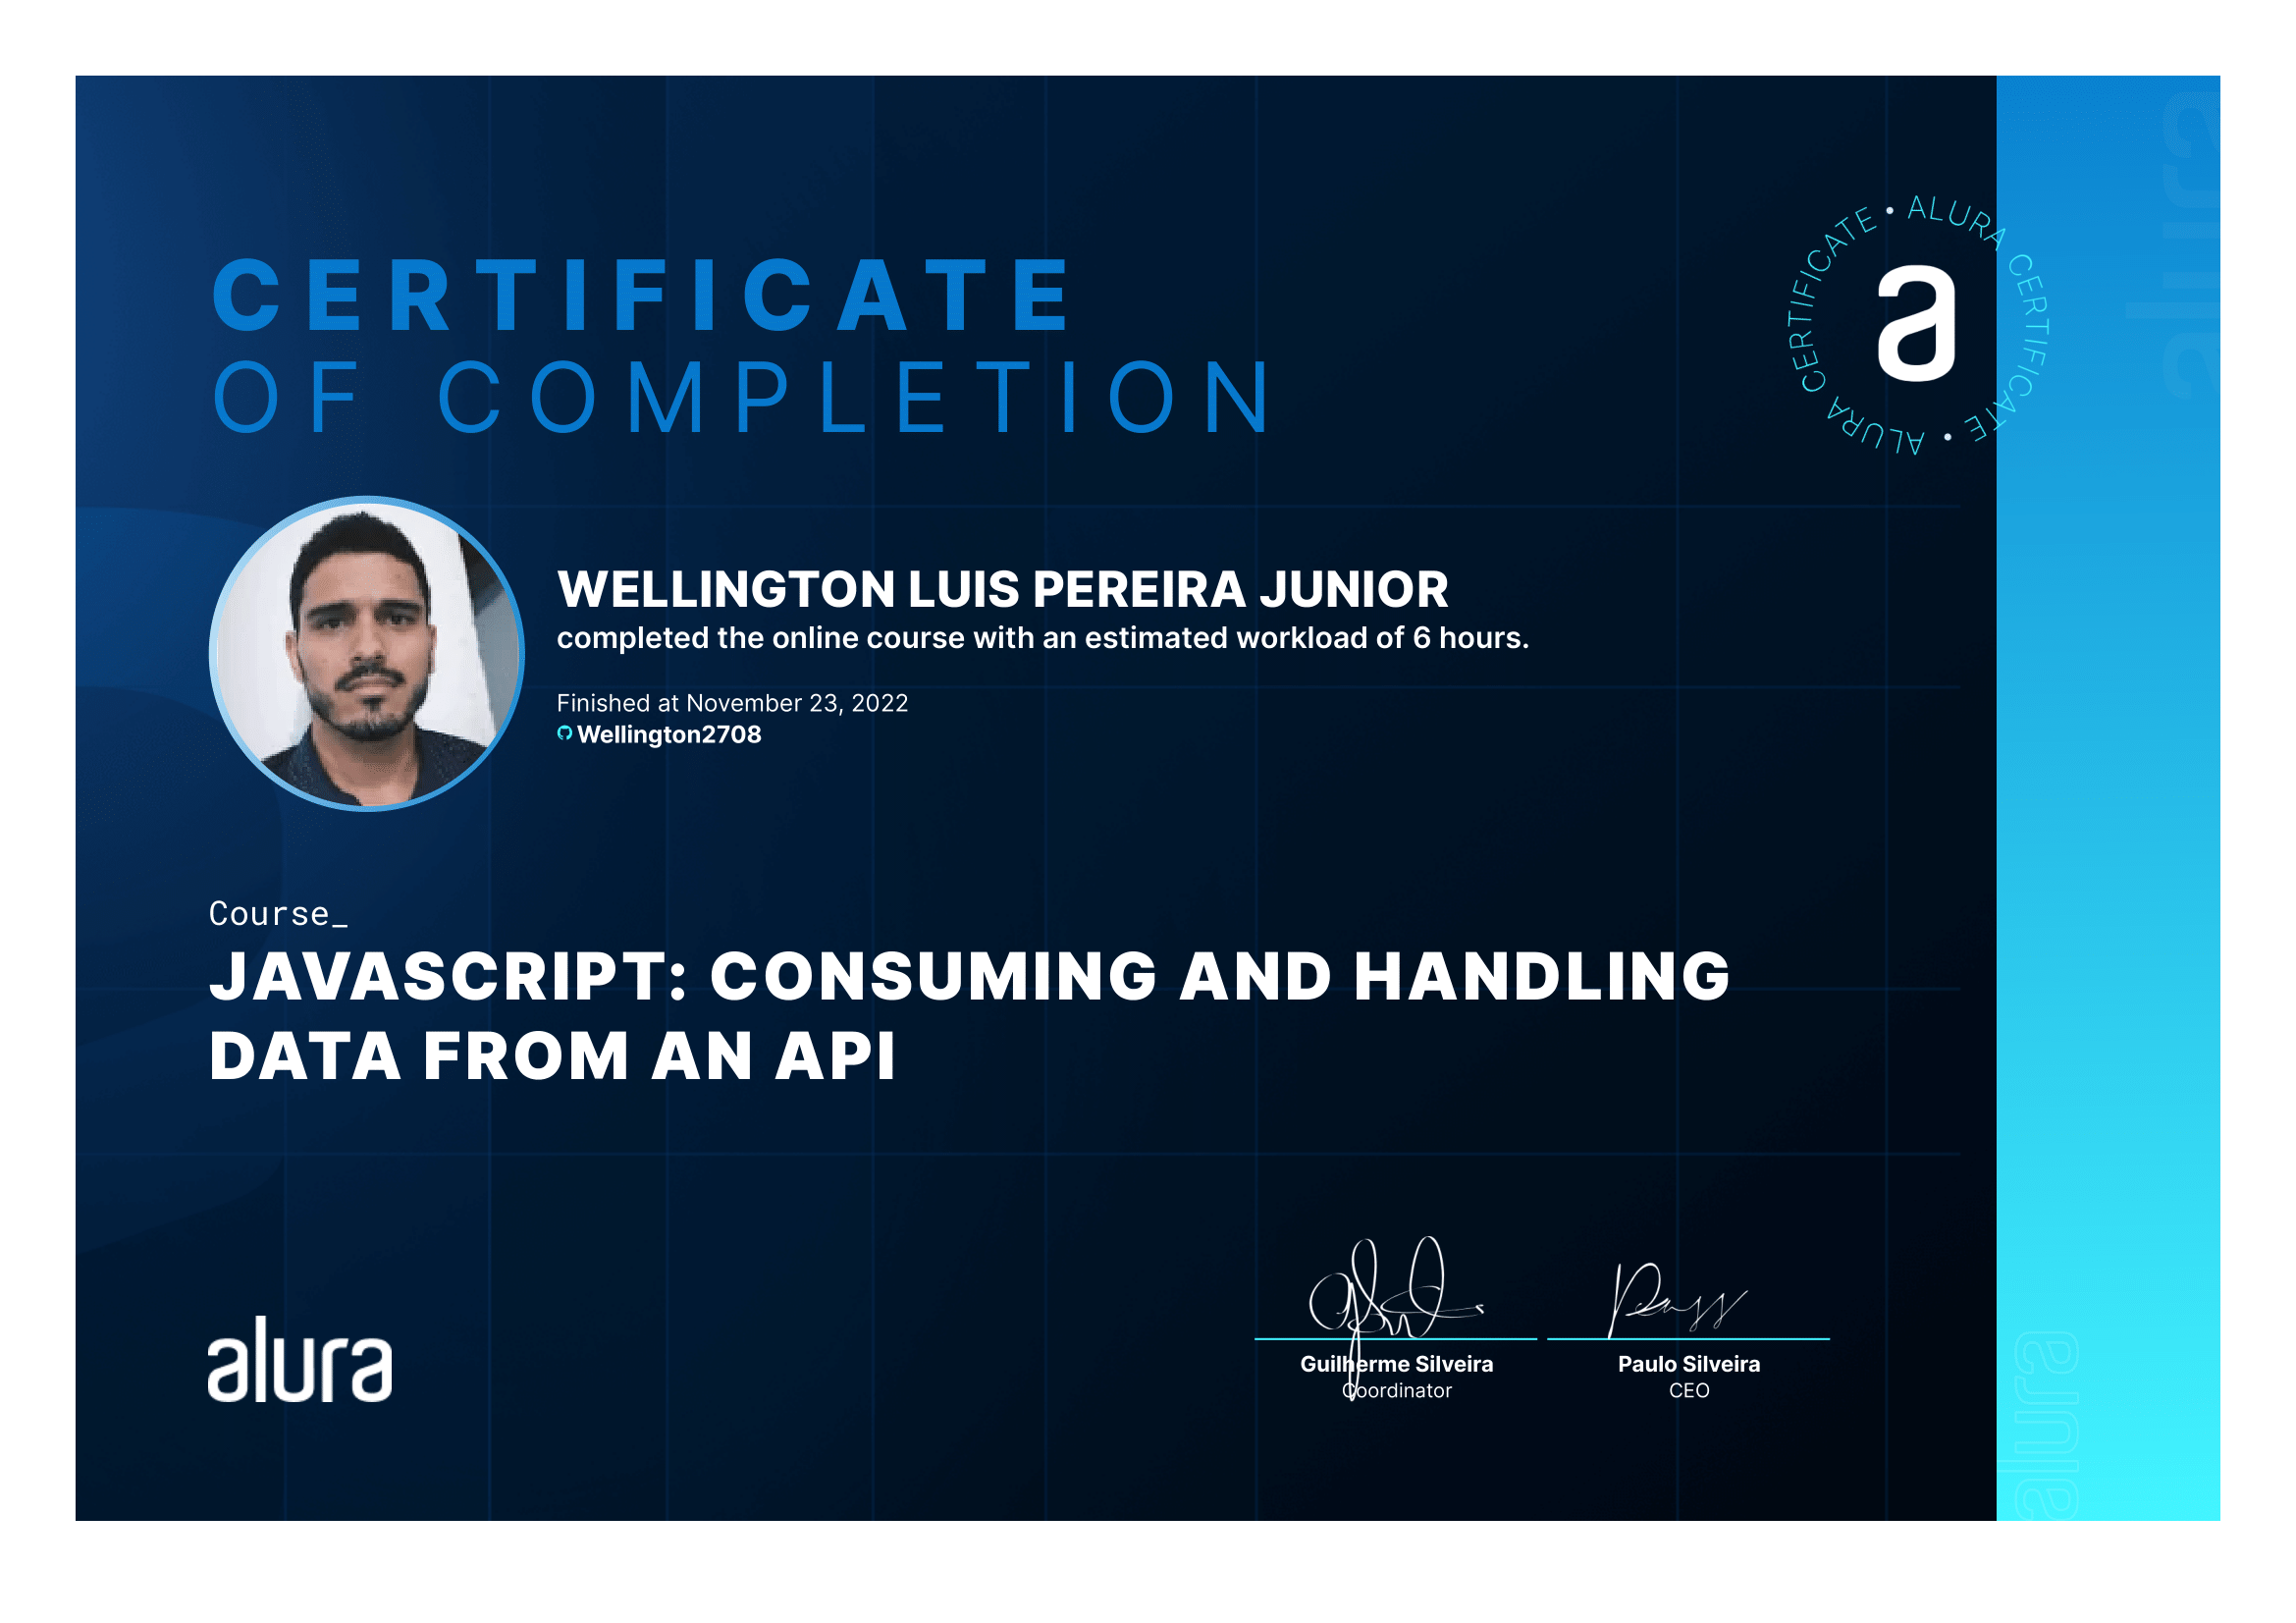 CERTIFICATE
OF COMPLETION
ALURA CERTIFICATE • ALURA CERTIFICATE •
a
alura
WELLINGTON LUIS PEREIRA JUNIOR
completed the online course with an estimated workload of 6 hours.
Finished at November 23, 2022
Wellington2708
Course_
JAVASCRIPT: CONSUMING AND HANDLING
DATA FROM AN API
alura
Guilherme Silveira
Coordinator
Paulo Silveira
CEO
alura